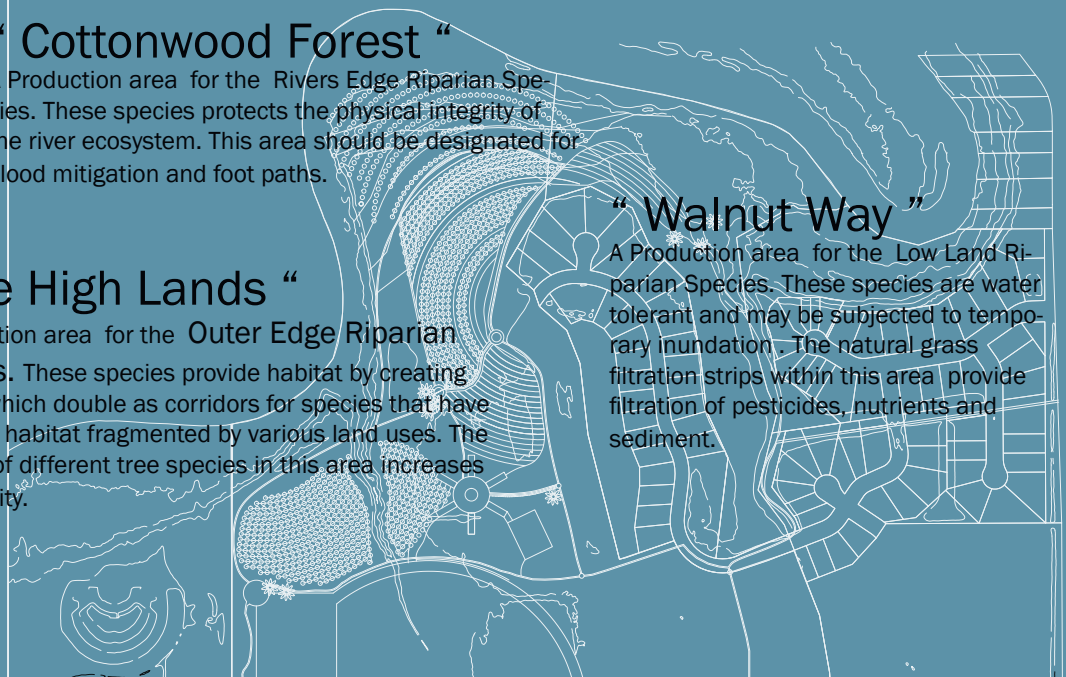 “ Cottonwood Forest “
Production area for the Rivers Edge Riparian Spe-
ies. These species protects the physical integrity of
he river ecosystem. This area should be designated for
lood mitigation and foot paths.
“ Walnut Way ”
A Production area for the Low Land Ri-
parian Species. These species are water
tolerant and may be subjected to tempo-
rary inundation . The natural grass
filtration strips within this area provide
filtration of pesticides, nutrients and
sediment.
e High Lands “
tion area for the Outer Edge Riparian
s. These species provide habitat by creating
which double as corridors for species that have
habitat fragmented by various land uses. The
of different tree species in this area increases
ity.